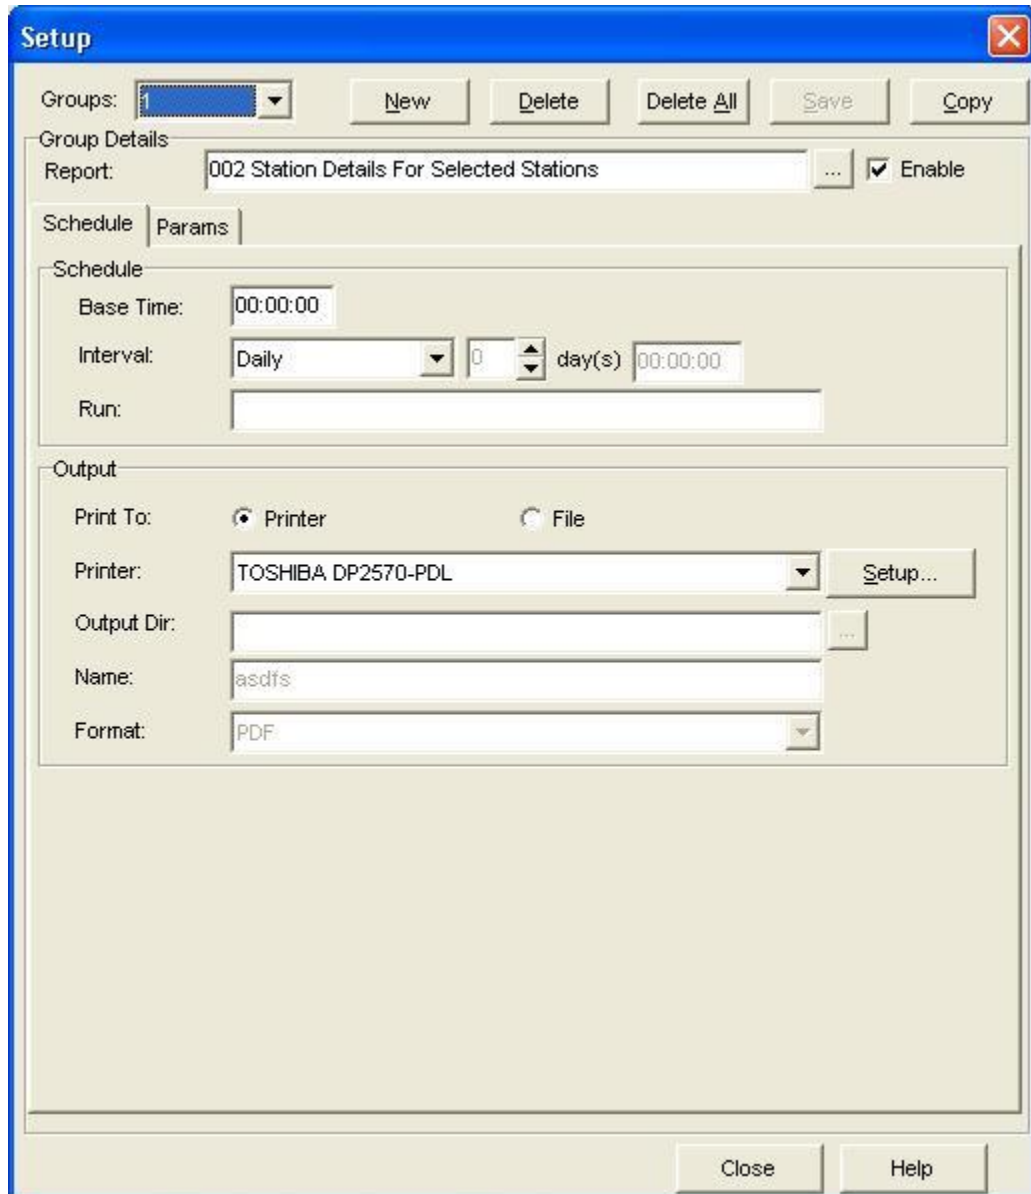 Setup
Groups: 1 New Delete Delete All Save Copy
Group Details
Report: 002 Station Details For Selected Stations ... Enable
Schedule Params
Schedule
Base Time: 00:00:00
Interval: Daily 0 day(s) 00:00:00
Run:
Output
Print To: Printer File
Printer: TOSHIBA DP2570-PDL Setup...
Output Dir: ...
Name: asdfs
Format: PDF
Close Help